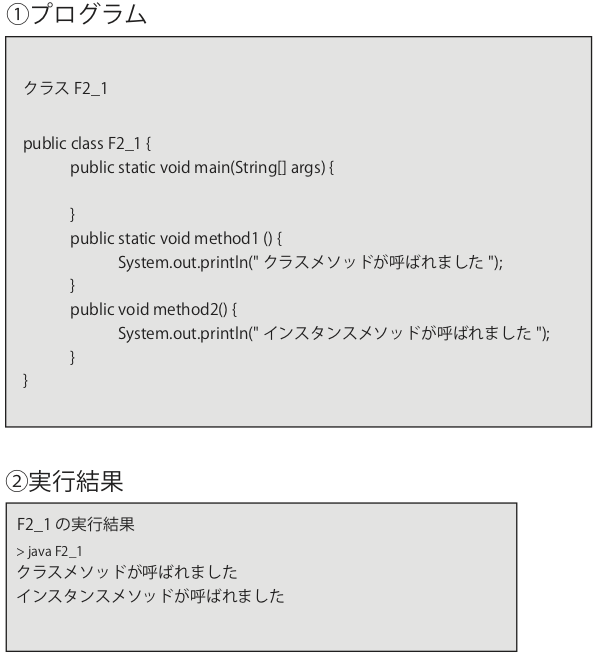 ①プログラム
クラス F2_1
public class F2_1 {
public static void main(String[] args) {
}
public static void method1 () {
System.out.println(" クラスメソッドが呼ばれました ");
}
public void method2() {
System.out.println(" インスタンスメソッドが呼ばれました ");
}
}
②実行結果
F2_1 の実行結果
> java F2_1
クラスメソッドが呼ばれました
インスタンスメソッドが呼ばれました